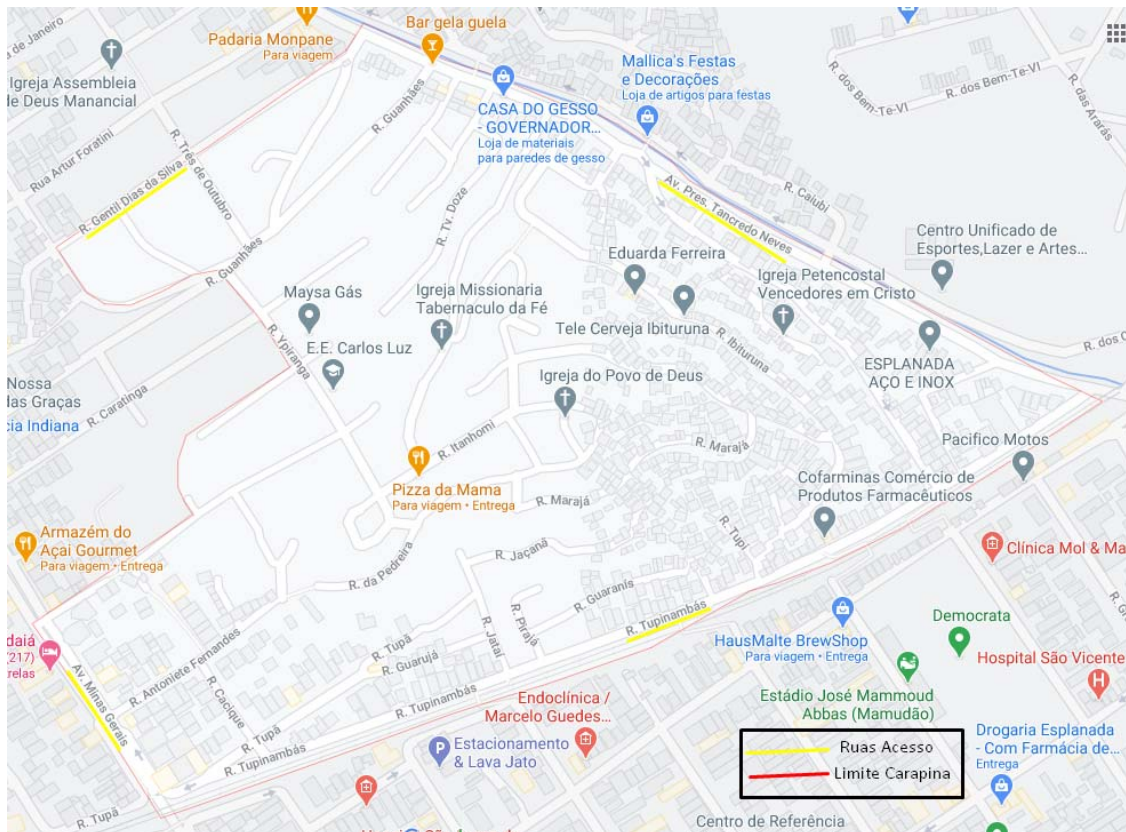 Padaria Monpane
Para viagem
Bar gela guela
de Janeiro
Igreja Assembleia
de Deus Manancial
R. Guanhães
CASA DO GESSO
- GOVERNADOR...
Loja de materiais
para paredes de gesso
Mallica's Festas
e Decorações
Loja de artigos para festas
R. dos Bem-Te-VI
R. dos Bem-Te-VI
R. das Araras
Rua Artur Foratini
R. Três de Outubro
R. Gentil Dias da Silva
R. Tv. Doze
Av. Pres. Tancredo Neves
R. Caiubi
Centro Unificado de
Esportes,Lazer e Artes...
R. Guanhães
Eduarda Ferreira
Igreja Petencostal
Vencedores em Cristo
Maysa Gás
Igreja Missionaria
Tabernaculo da Fé
Tele Cerveja Ibituruna
R. Ibituruna
R. Ypiranga
E.E. Carlos Luz
ESPLANADA
AÇO E INOX
R. dos
Nossa
das Graças
R. Caratinga
Igreja do Povo de Deus
cia Indiana
R. Itanhomi
R. Marajá
Pacifico Motos
Pizza da Mama
Para viagem • Entrega
R. Marajá
Cofarminas Comércio de
Produtos Farmacêuticos
Armazém do
Açai Gourmet
Para viagem • Entrega
R. Tupi
R. Jaçanã
R. da Pedreira
Clínica Mol & Ma
R. Guaranís
R. Pirajá
R. Jataí
R. Tupinambás
HausMalte BrewShop
Para viagem • Entrega
Democrata
daiá
(217)
relas
R. Antoniete Fernandes
R. Tupã
R. Guarujá
Hospital São Vicente
Av. Minas Gerais
R. Cacique
R. Tupinambás
Endoclínica /
Marcelo Guedes...
Estádio José Mammoud
Abbas (Mamudão)
R. Tupã
Estacionamento
& Lava Jato
Drogaria Esplanada
- Com Farmácia de...
Entrega
R. Tupinambás
Ruas Acesso
Limite Carapina
R. Tupã
Centro de Referência